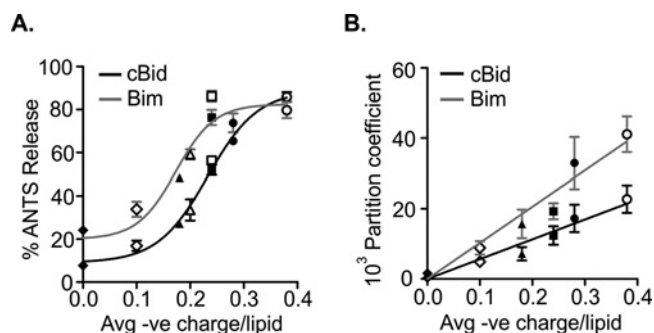 A.
cBid
Bim
% ANTS Release
100
80
60
40
20
0
0.0 0.1 0.2 0.3 0.4
Avg -ve charge/lipid
B.
cBid
Bim
10³ Partition coefficient
60
40
20
0
0.0 0.1 0.2 0.3 0.4
Avg -ve charge/lipid